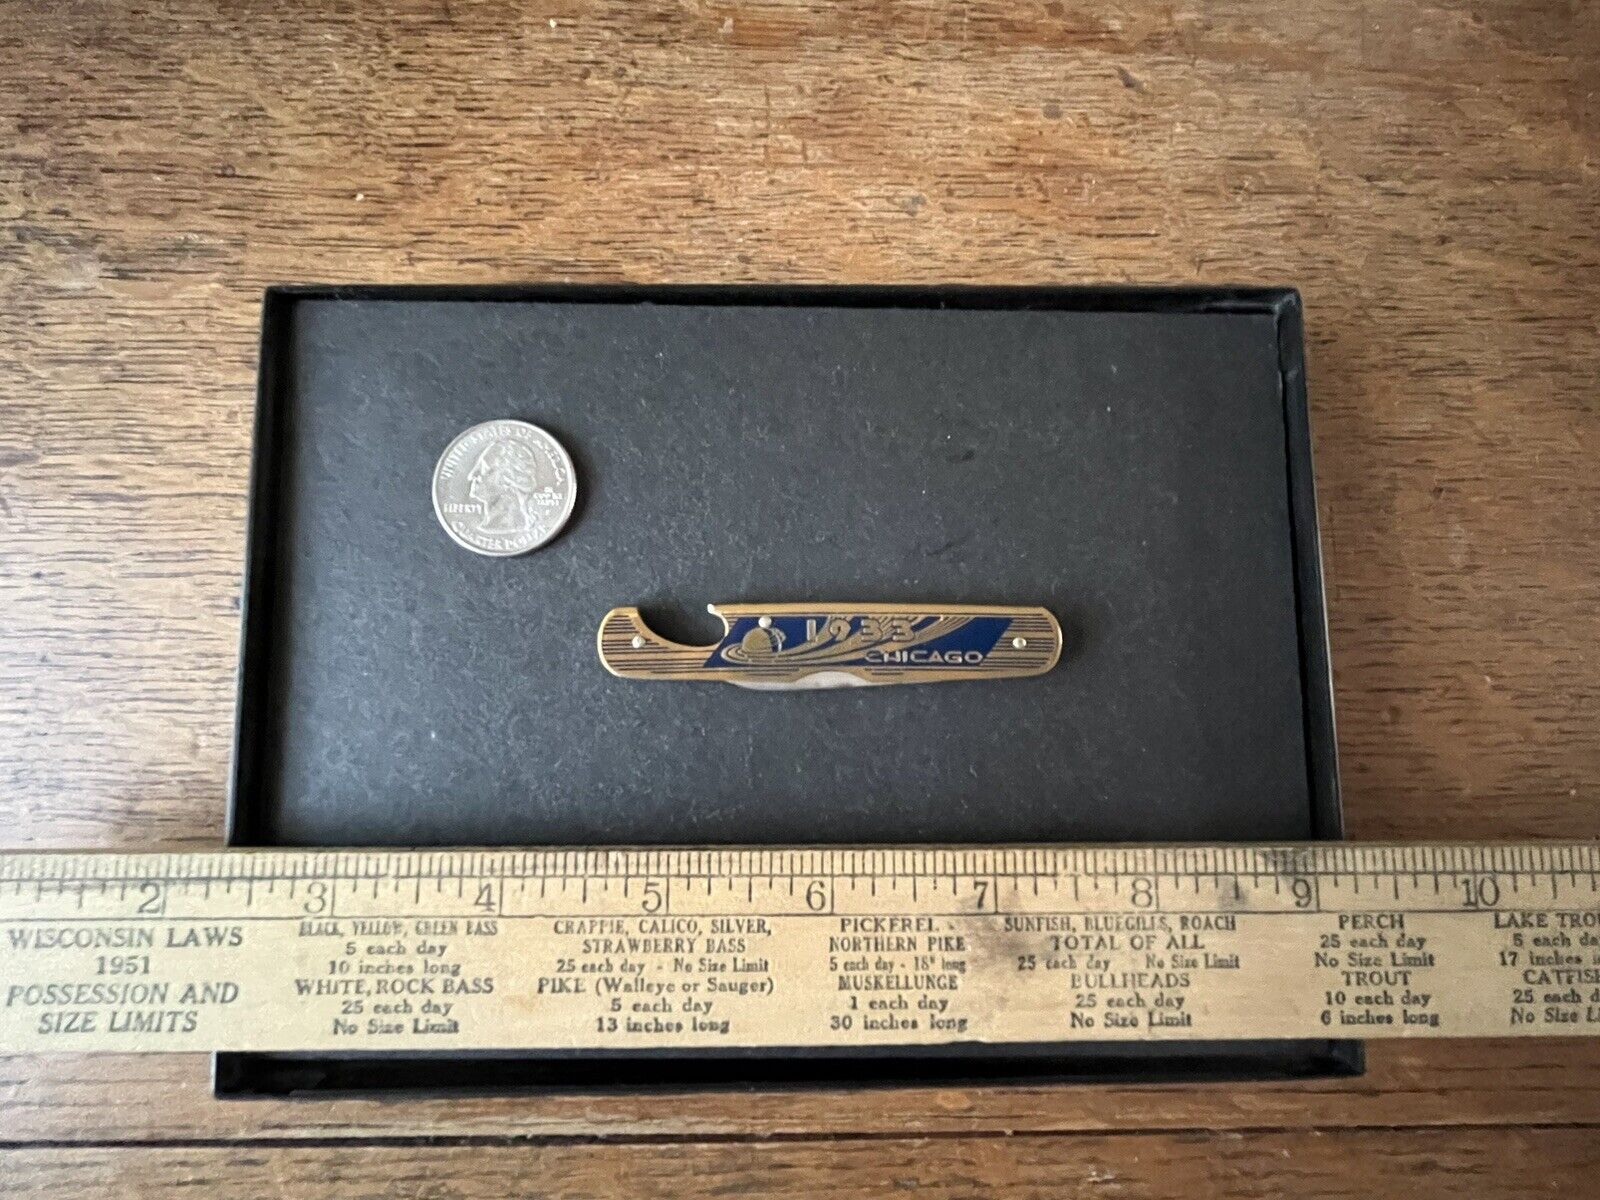 UNITED STATES OF AMERICA
LIBERTY
QUARTER DOLLAR
1933
CHICAGO
2 3 4 5 6 7 8 9 10
WISCONSIN LAWS
1951
POSSESSION AND
SIZE LIMITS
BLACK, YELLOW, GREEN BASS
5 each day
10 inches long
WHITE, ROCK BASS
25 each day
No Size Limit
CRAPPIE, CALICO, SILVER,
STRAWBERRY BASS
25 each day - No Size Limit
PIKE (Walleye or Sauger)
5 each day
13 inches long
PICKEREL
NORTHERN PIKE
5 each day - 18" long
MUSKELLUNGE
1 each day
30 inches long
SUNFISH, BLUEGILLS, ROACH
TOTAL OF ALL
25 each day - No Size Limit
BULLHEADS
25 each day
No Size Limit
PERCH
25 each day
No Size Limit
TROUT
10 each day
6 inches long
LAKE TRO
5 each da
17 inches
CATFIS
25 each d
No Size L